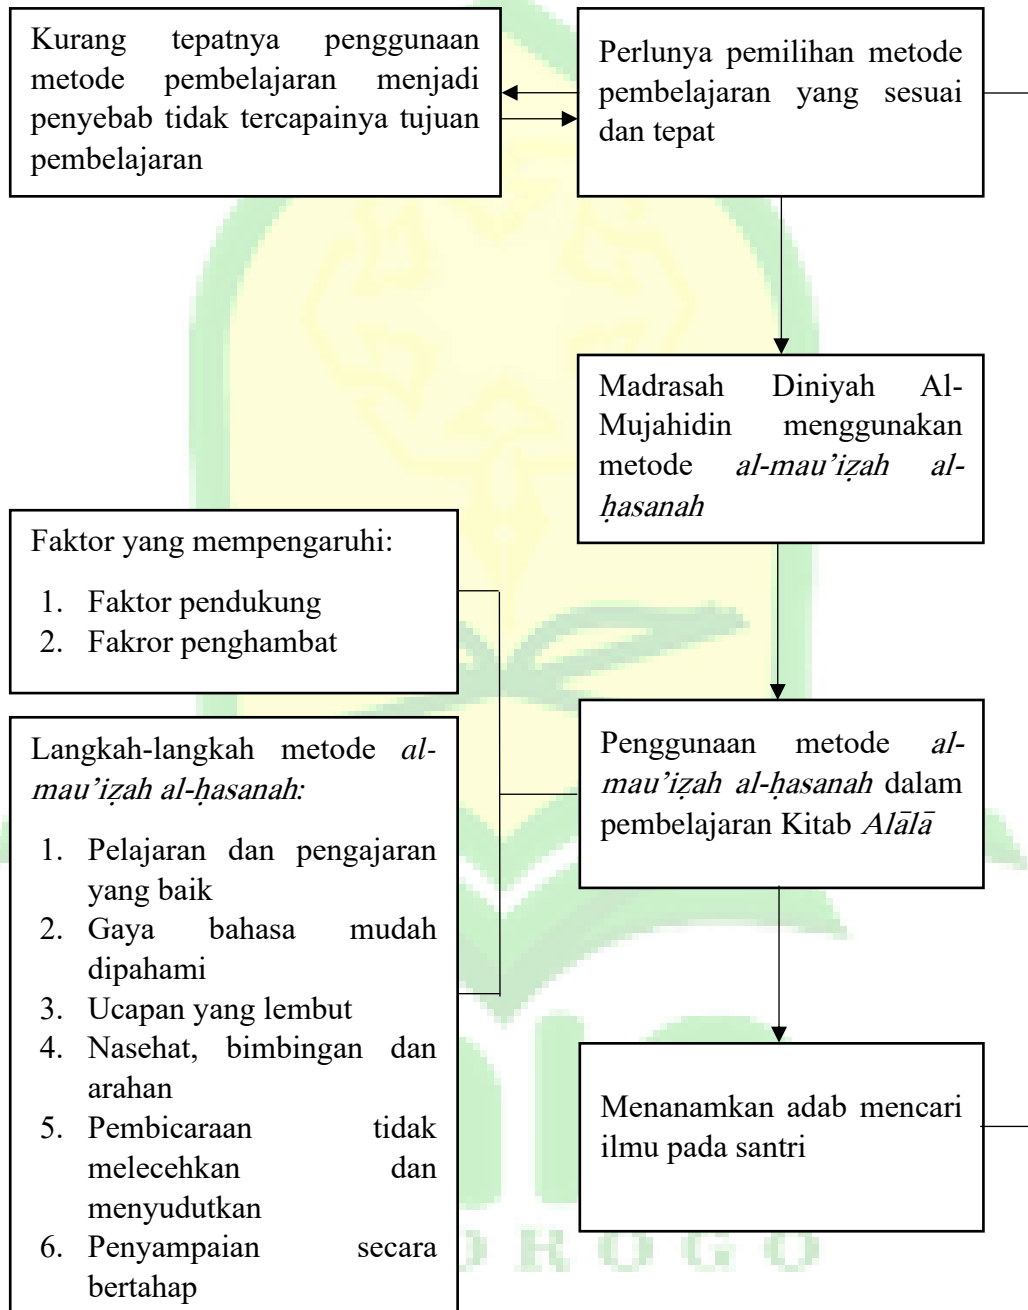 Kurang tepatnya penggunaan
metode pembelajaran menjadi
penyebab tidak tercapainya tujuan
pembelajaran
Perlunya pemilihan metode
pembelajaran yang sesuai
dan tepat
Madrasah Diniyah Al-
Mujahidin menggunakan
metode al-mau’iẓah al-
ḥasanah
Faktor yang mempengaruhi:
1. Faktor pendukung
2. Fakror penghambat
Langkah-langkah metode al-
mau’iẓah al-ḥasanah:
1. Pelajaran dan pengajaran
yang baik
2. Gaya bahasa mudah
dipahami
3. Ucapan yang lembut
4. Nasehat, bimbingan dan
arahan
5. Pembicaraan tidak
melecehkan dan
menyudutkan
6. Penyampaian secara
bertahap
Penggunaan metode al-
mau’iẓah al-ḥasanah dalam
pembelajaran Kitab Alālā
Menanamkan adab mencari
ilmu pada santri
OROGO